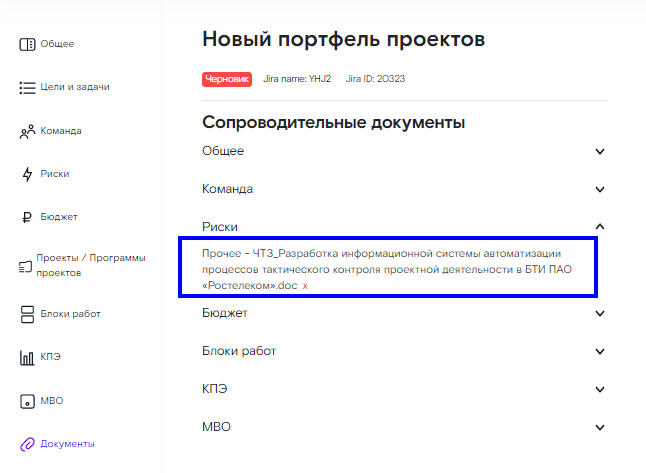 Общее
Цели и задачи
Команда
Риски
Бюджет
Проекты / Программы
проектов
Блоки работ
КПЭ
МВО
Документы
Новый портфель проектов
Черновик Jira name: YHJ2 Jira ID: 20323
Сопроводительные документы
Общее
Команда
Риски
Прочее - ЧТЗ_Разработка информационной системы автоматизации
процессов тактического контроля проектной деятельности в БТИ ПАО
«Ростелеком».doc x
Бюджет
Блоки работ
КПЭ
МВО